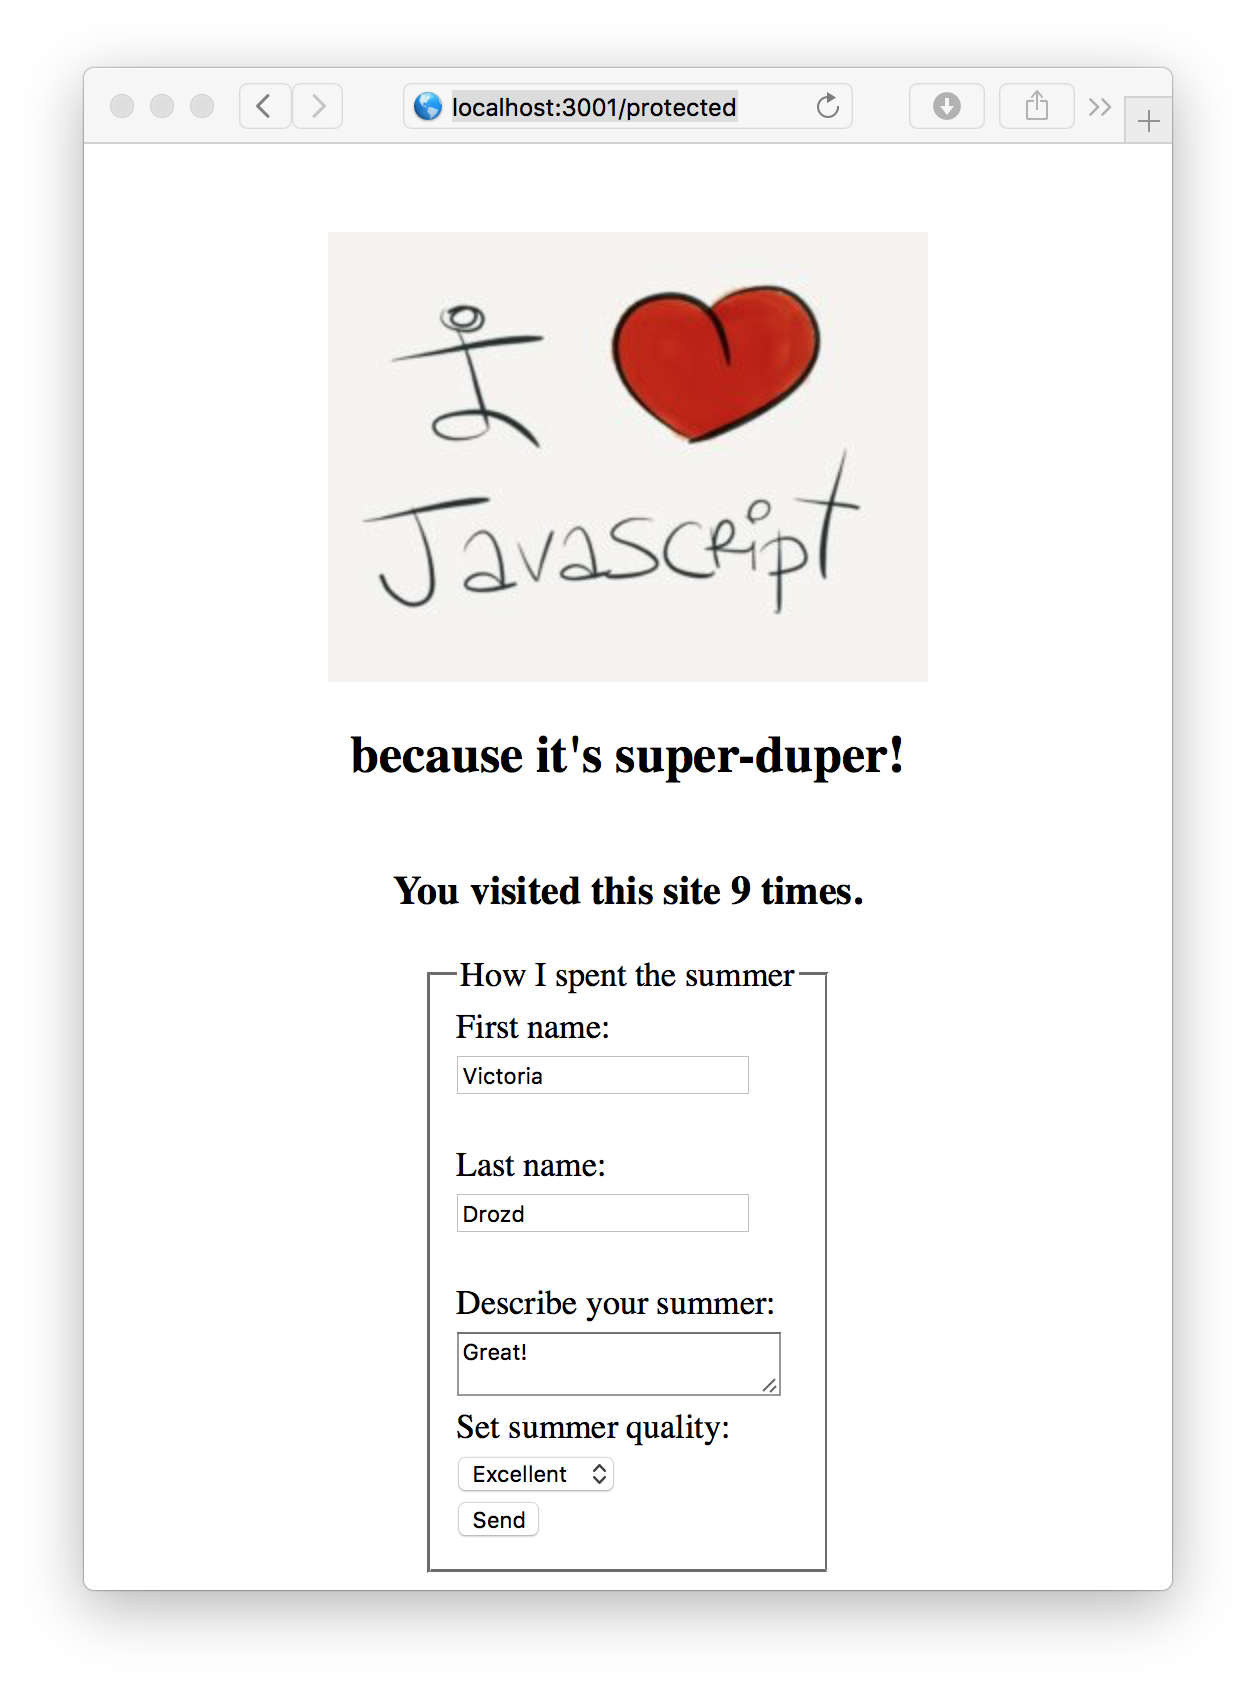 localhost:3001/protected
I
Javascript
because it's super-duper!
You visited this site 9 times.
How I spent the summer
First name:
Victoria
Last name:
Drozd
Describe your summer:
Great!
Set summer quality:
Excellent
Send